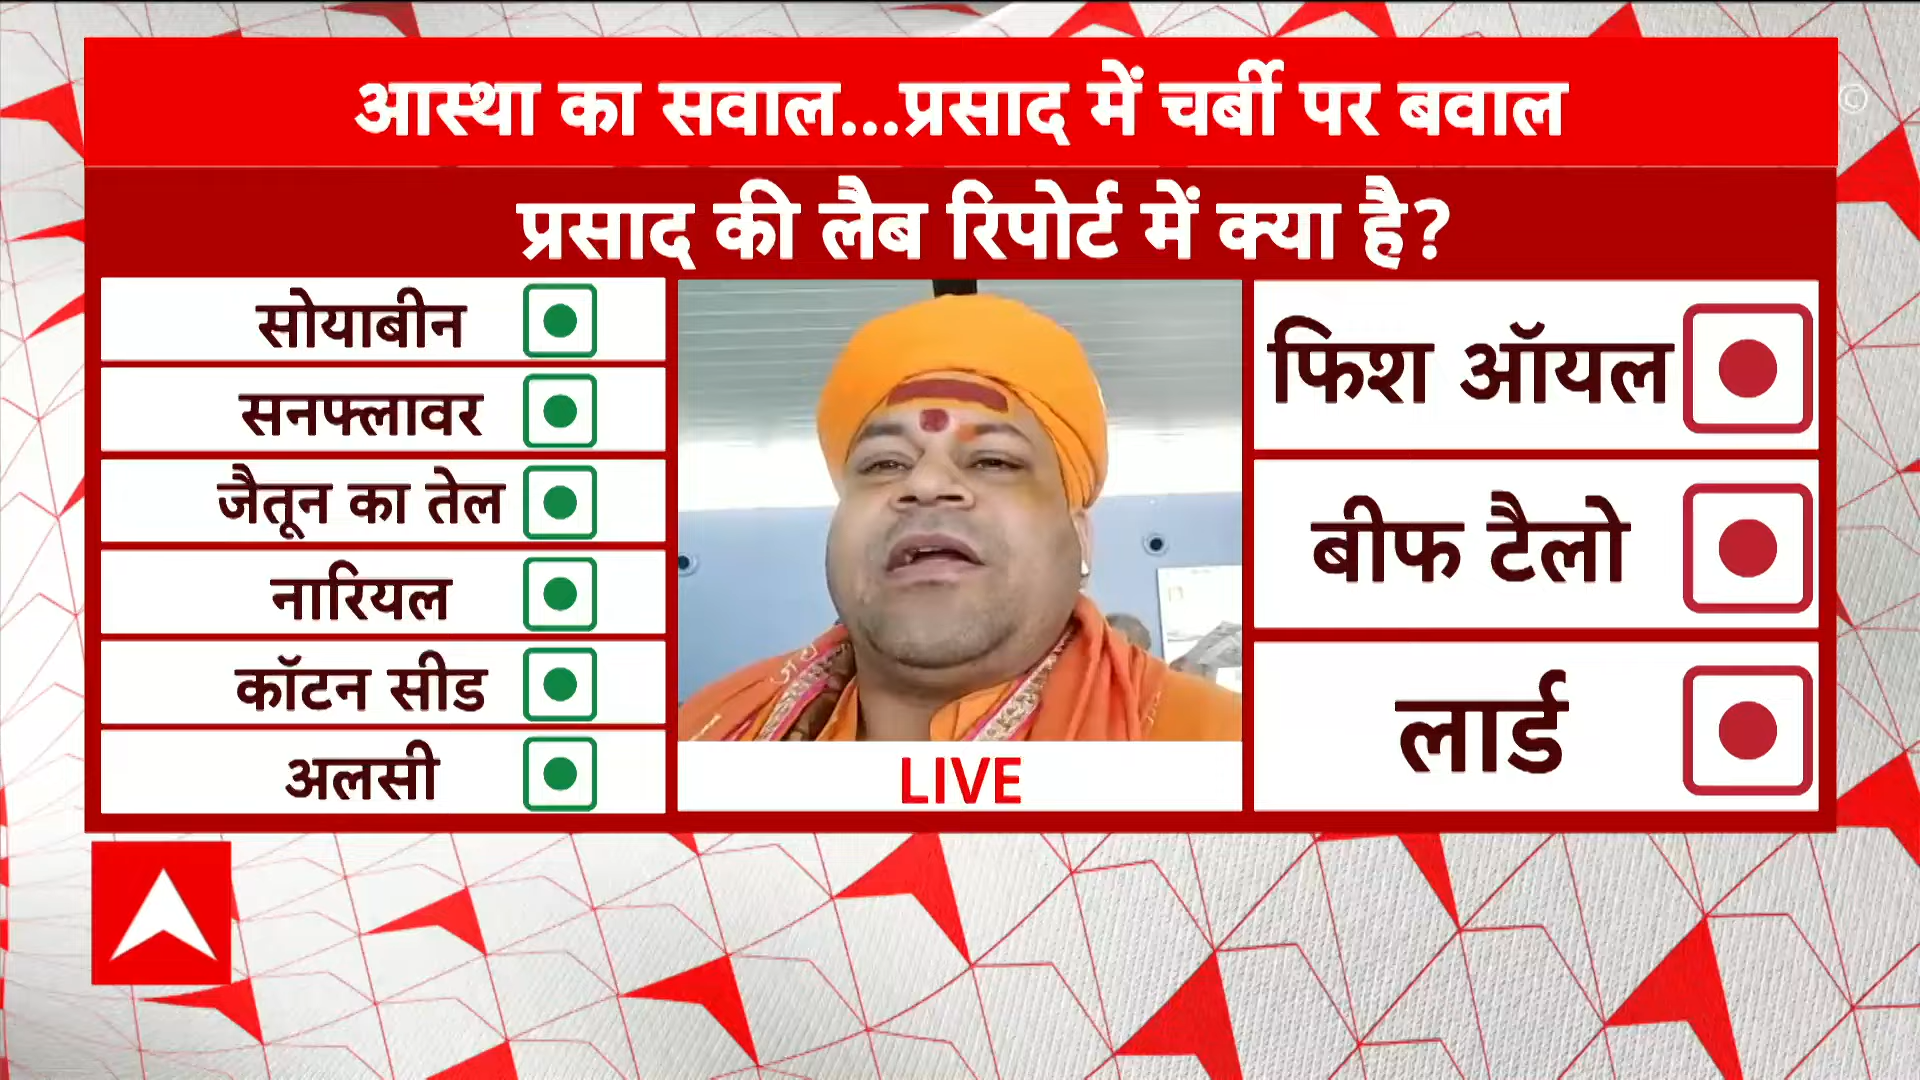 आस्था का सवाल...प्रसाद में चर्बी पर बवाल
©
प्रसाद की लैब रिपोर्ट में क्या है?
सोयाबीन
सनफ्लावर
जैतून का तेल
नारियल
कॉटन सीड
अलसी
LIVE
फिश ऑयल
बीफ टैलो
लार्ड